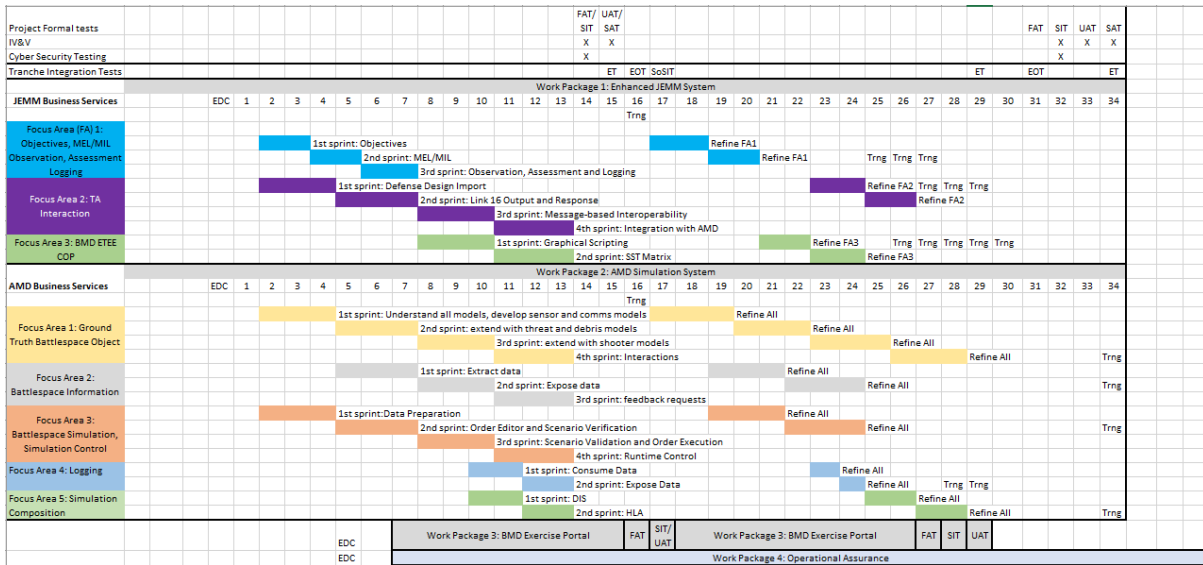 FAT/ UAT/
Project Formal tests SIT SAT FAT SIT UAT SAT
IV&V X X X X X
Cyber Security Testing X X
Tranche Integration Tests ET EOT SoSIT ET EOT ET
Work Package 1: Enhanced JEMM System
JEMM Business Services EDC 1 2 3 4 5 6 7 8 9 10 11 12 13 14 15 16 17 18 19 20 21 22 23 24 25 26 27 28 29 30 31 32 33 34
Trng
Focus Area (FA) 1:
Objectives, MEL/MIL
Observation, Assessment
Logging
1st sprint: Objectives Refine FA1
2nd sprint: MEL/MIL Refine FA1 Trng Trng Trng
3rd sprint: Observation, Assessment and Logging
Focus Area 2: TA
Interaction
1st sprint: Defense Design Import Refine FA2 Trng Trng Trng
2nd sprint: Link 16 Output and Response Refine FA2
3rd sprint: Message-based Interoperability
4th sprint: Integration with AMD
Focus Area 3: BMD ETEE
COP
1st sprint: Graphical Scripting Refine FA3 Trng Trng Trng Trng Trng
2nd sprint: SST Matrix Refine FA3
Work Package 2: AMD Simulation System
AMD Business Services EDC 1 2 3 4 5 6 7 8 9 10 11 12 13 14 15 16 17 18 19 20 21 22 23 24 25 26 27 28 29 30 31 32 33 34
Trng
Focus Area 1: Ground
Truth Battlespace Object
1st sprint: Understand all models, develop sensor and comms models Refine All
2nd sprint: extend with threat and debris models Refine All
3rd sprint: extend with shooter models Refine All
4th sprint: Interactions Refine All Trng
Focus Area 2:
Battlespace Information
1st sprint: Extract data Refine All
2nd sprint: Expose data Refine All Trng
3rd sprint: feedback requests
Focus Area 3:
Battlespace Simulation,
Simulation Control
1st sprint:Data Preparation Refine All
2nd sprint: Order Editor and Scenario Verification Refine All Trng
3rd sprint: Scenario Validation and Order Execution
4th sprint: Runtime Control
Focus Area 4: Logging 1st sprint: Consume Data Refine All
2nd sprint: Expose Data Refine All Trng Trng
Focus Area 5: Simulation
Composition
1st sprint: DIS Refine All
2nd sprint: HLA Refine All Trng
EDC Work Package 3: BMD Exercise Portal FAT SIT/ Work Package 3: BMD Exercise Portal FAT SIT UAT
UAT
EDC Work Package 4: Operational Assurance